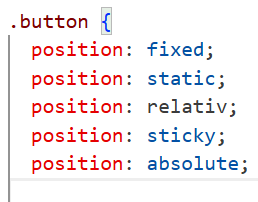 .button {
position: fixed;
position: static;
position: relativ;
position: sticky;
position: absolute;